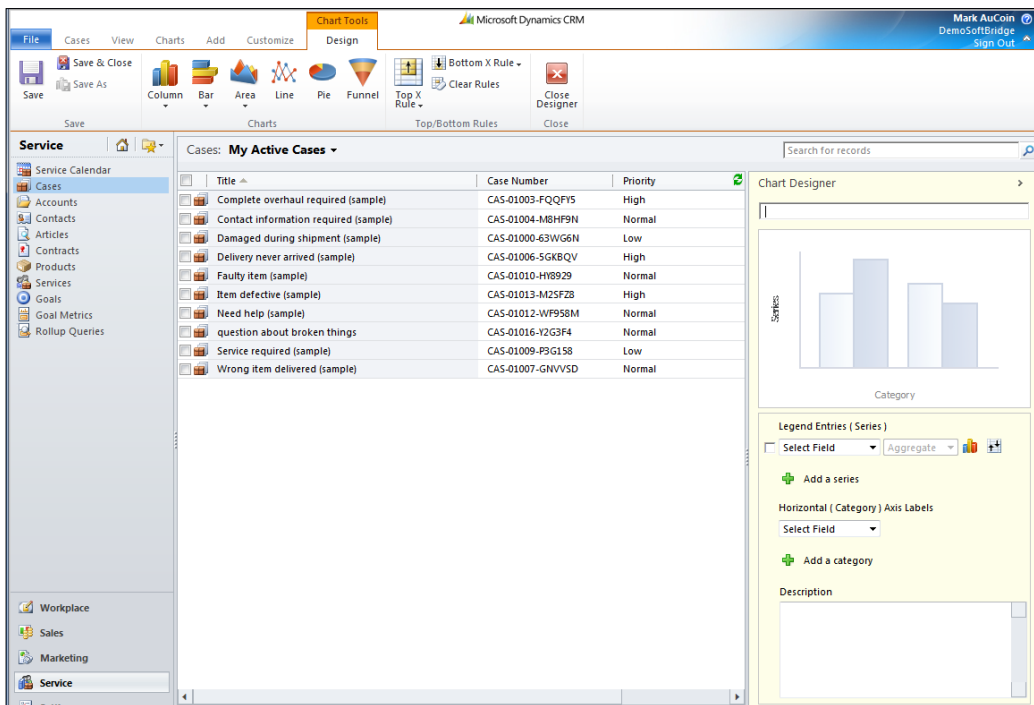 Chart Tools
Microsoft Dynamics CRM
Mark AuCoin
DemoSoftBridge
Sign Out
File Cases View Charts Add Customize Design
Save
Save & Close
Save As
Column
Bar
Area
Line
Pie
Funnel
Top X
Rule
Bottom X Rule
Clear Rules
Close
Designer
Save Charts Top/Bottom Rules Close
Service
Service Calendar
Cases
Accounts
Contacts
Articles
Contracts
Products
Services
Goals
Goal Metrics
Rollup Queries
Workplace
Sales
Marketing
Service
Cases: My Active Cases
Search for records
Title Case Number Priority
Complete overhaul required (sample) CAS-01003-FQQFY5 High
Contact information required (sample) CAS-01004-M8HF9N Normal
Damaged during shipment (sample) CAS-01000-63WG6N Low
Delivery never arrived (sample) CAS-01006-5GKBQV High
Faulty item (sample) CAS-01010-HY8929 Normal
Item defective (sample) CAS-01013-M2SFZ8 High
Need help (sample) CAS-01012-WF958M Normal
question about broken things CAS-01016-Y2G3F4 Normal
Service required (sample) CAS-01009-P3G158 Low
Wrong item delivered (sample) CAS-01007-GNVVSD Normal
Chart Designer
Series
Category
Legend Entries ( Series )
Select Field Aggregate
Add a series
Horizontal ( Category ) Axis Labels
Select Field
Add a category
Description